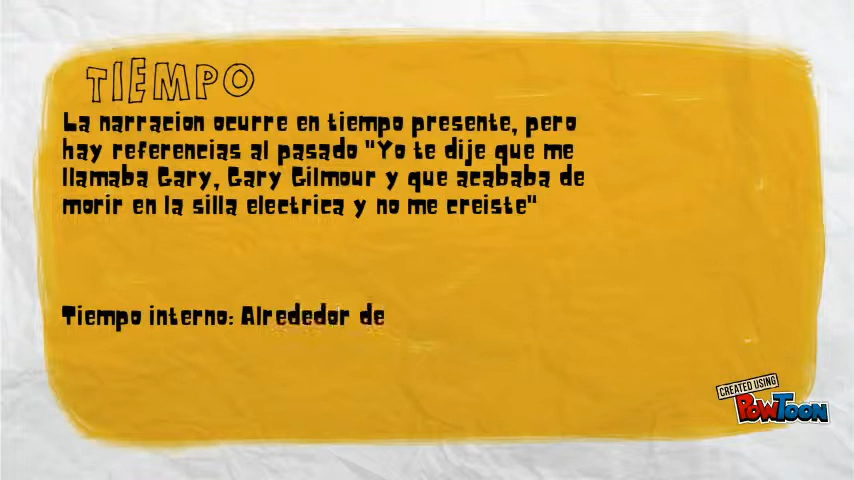 TIEMPO
La narracion ocurre en tiempo presente, pero
hay referencias al pasado "Yo te dije que me
llamaba Gary, Gary Gilmour y que acababa de
morir en la silla electrica y no me creiste"
Tiempo interno: Alrededor de
CREATED USING
POWTOON